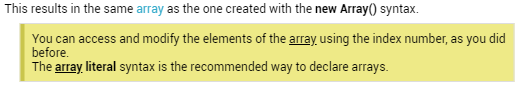 This results in the same array as the one created with the new Array() syntax.
You can access and modify the elements of the array using the index number, as you did
before.
The array literal syntax is the recommended way to declare arrays.